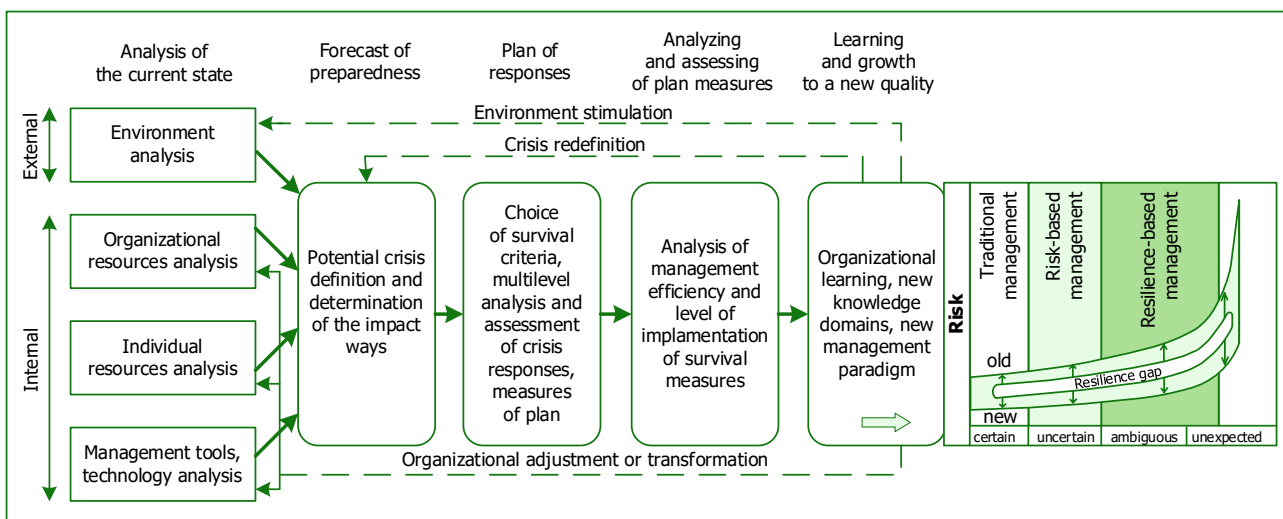 Analysis of
the current state
Forecast of
preparedness
Plan of
responses
Analyzing
and assessing
of plan measures
Learning
and growth
to a new quality
Environment stimulation
Crisis redefinition
External
Environment
analysis
Internal
Organizational
resources analysis
Individual
resources analysis
Management tools,
technology analysis
Potential crisis
definition and
determination
of the impact
ways
Choice
of survival
criteria,
multilevel
analysis and
assessment
of crisis
responses,
measures
of plan
Analysis of
management
efficiency and
level of
implamentation
of survival
measures
Organizational
learning, new
knowledge
domains, new
management
paradigm
Organizational adjustment or transformation
Risk
Traditional
management
Risk-based
management
Resilience-based
management
old
Resilience gap
new
certain
uncertain
ambiguous
unexpected